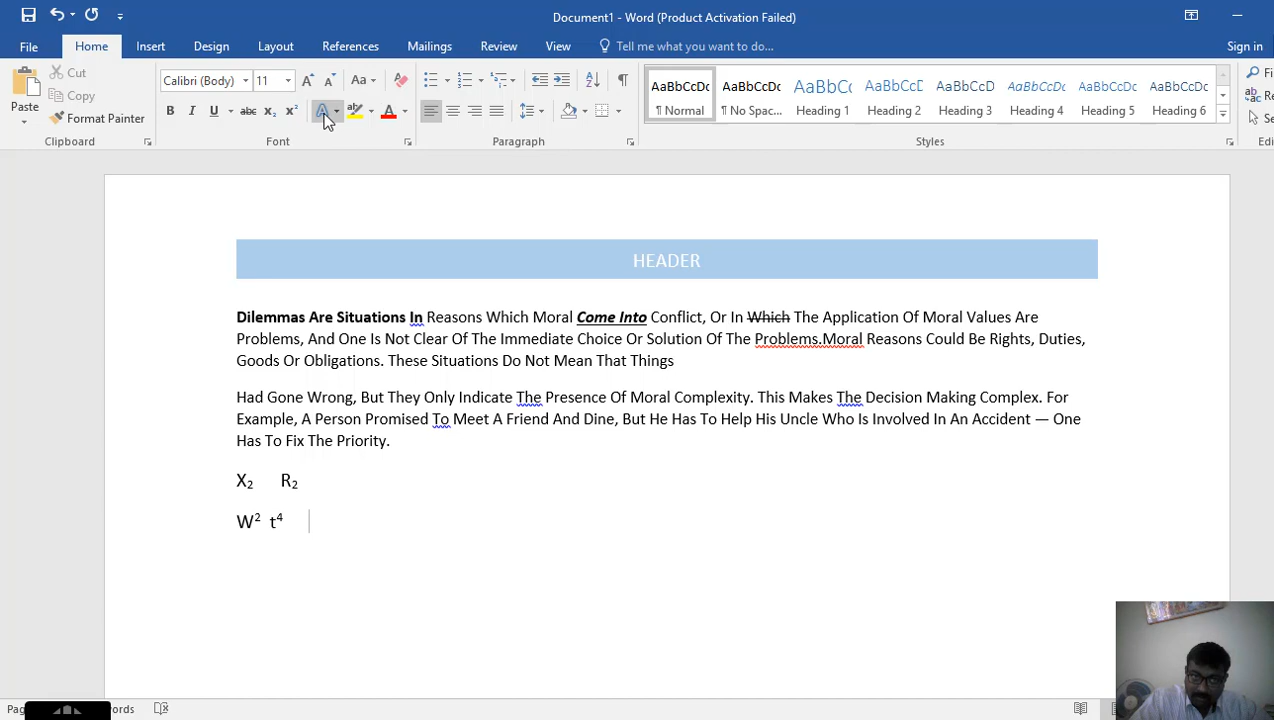 Document1 - Word (Product Activation Failed)
File Home Insert Design Layout References Mailings Review View Tell me what you want to do... Sign in
Paste Cut Copy Format Painter
Calibri (Body) 11 Aa
B I U abc x₂ x² A ab A
AaBbCcDc ¶ Normal
AaBbCcDc ¶ No Spac...
AaBbCc Heading 1
AaBbCcD Heading 2
AaBbCcDc Heading 3
AaBbCcDc Heading 4
AaBbCcDc Heading 5
AaBbCcDc Heading 6
Clipboard Font Paragraph Styles
HEADER
Dilemmas Are Situations In Reasons Which Moral Come Into Conflict, Or In Which The Application Of Moral Values Are
Problems, And One Is Not Clear Of The Immediate Choice Or Solution Of The Problems.Moral Reasons Could Be Rights, Duties,
Goods Or Obligations. These Situations Do Not Mean That Things
Had Gone Wrong, But They Only Indicate The Presence Of Moral Complexity. This Makes The Decision Making Complex. For
Example, A Person Promised To Meet A Friend And Dine, But He Has To Help His Uncle Who Is Involved In An Accident — One
Has To Fix The Priority.
X₂ R₂
W² t⁴